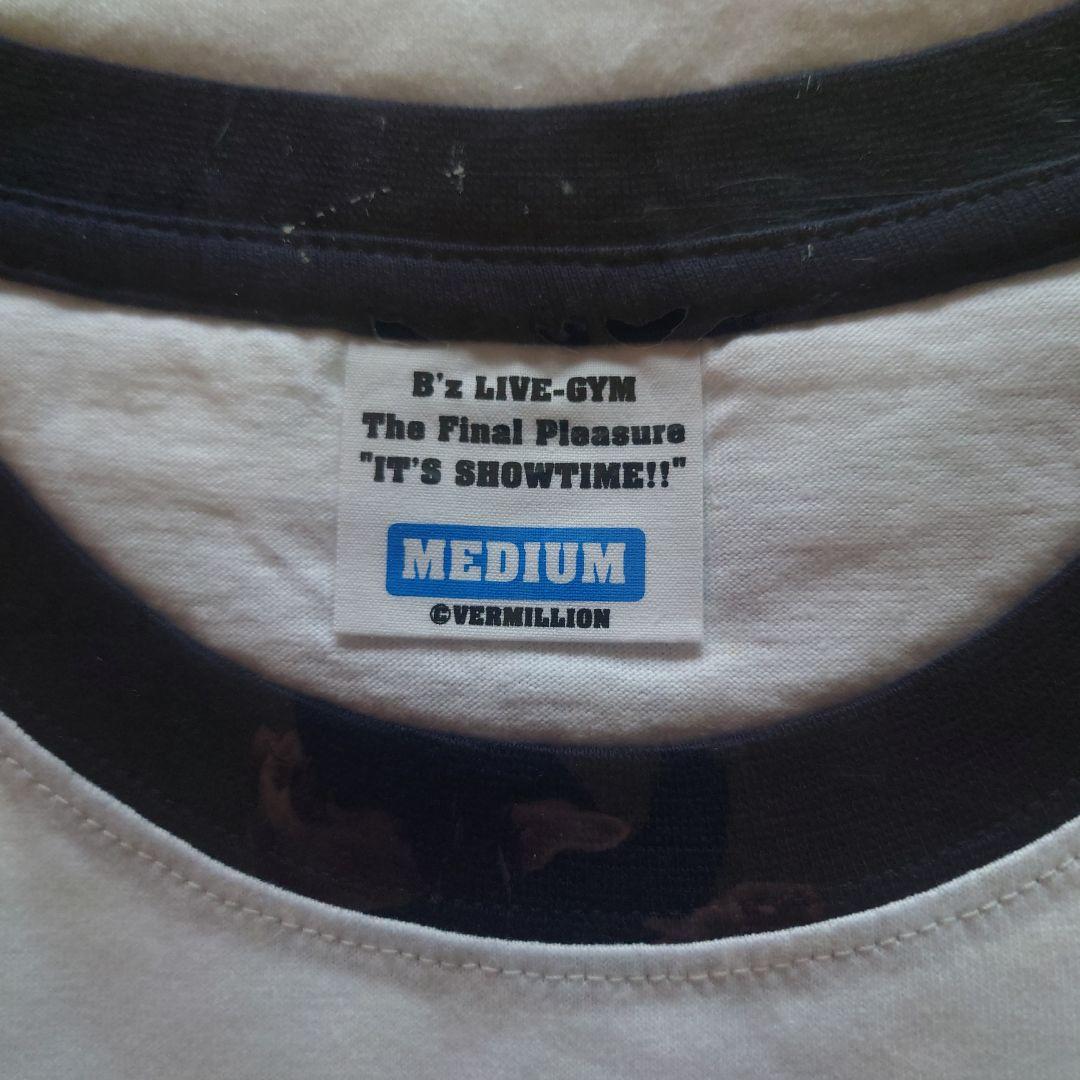 B'z LIVE-GYM
The Final Pleasure
"IT'S SHOWTIME!!"
MEDIUM
©VERMILLION